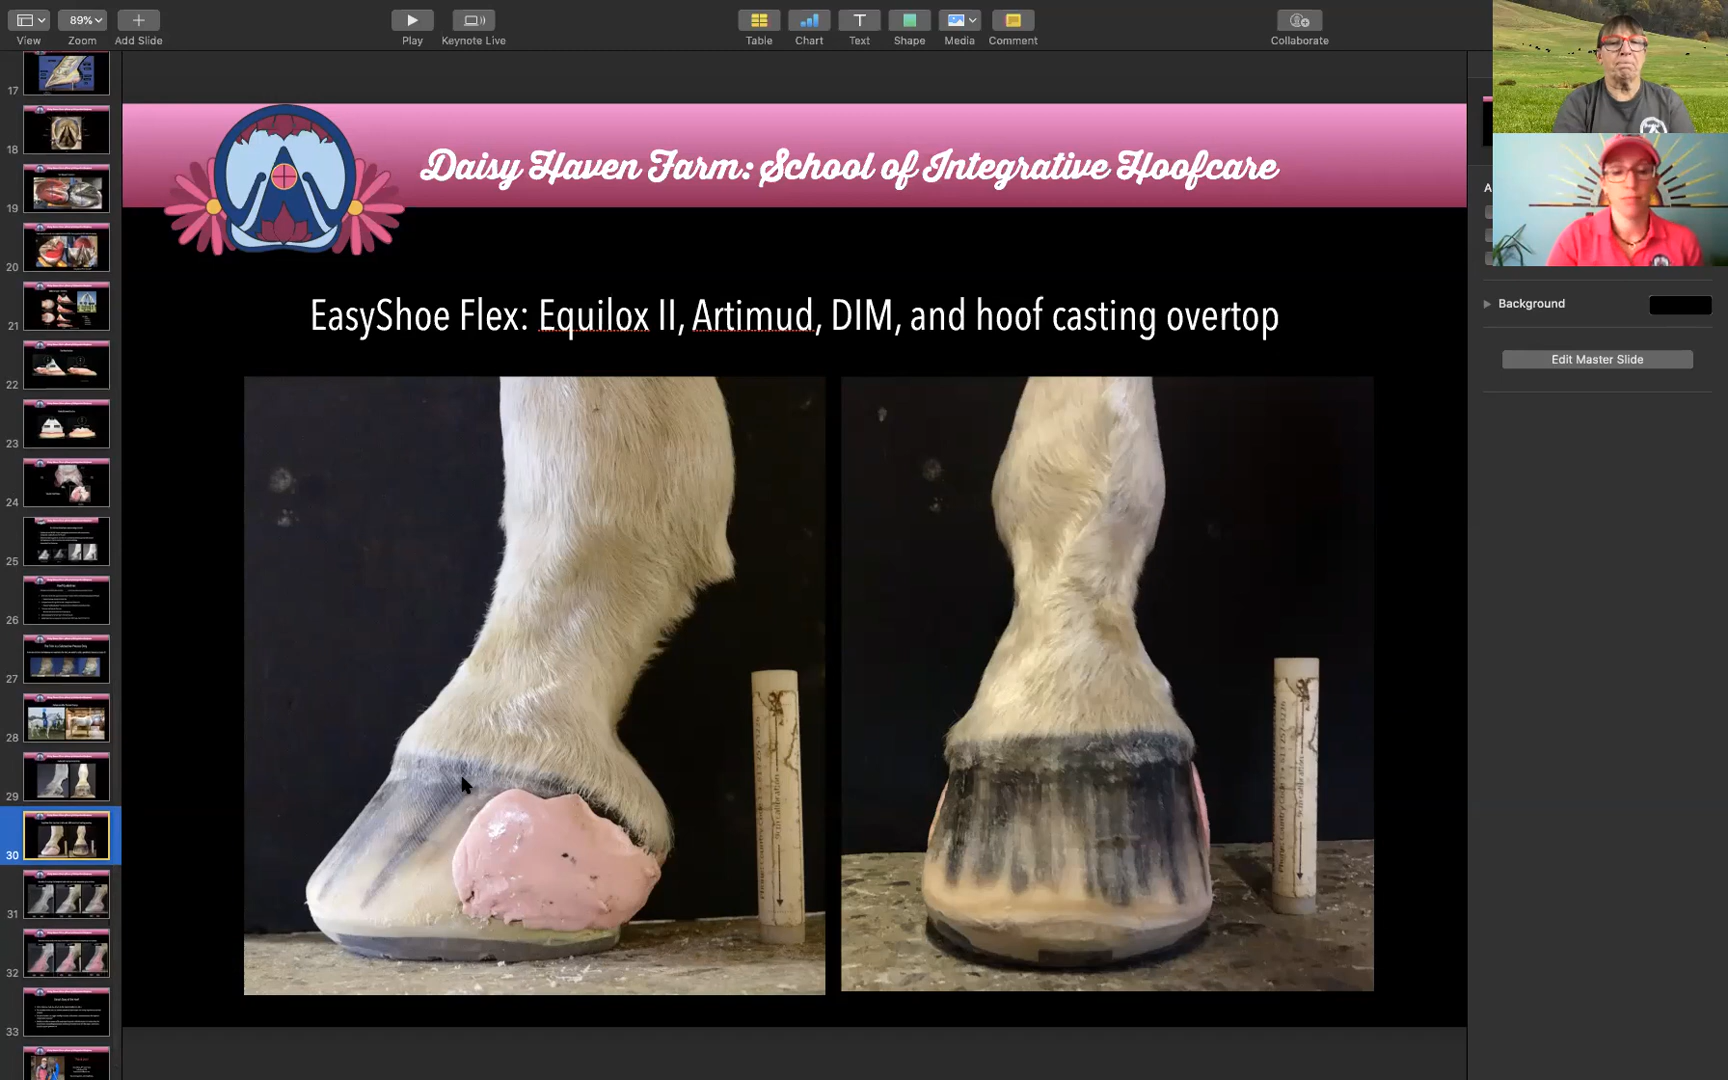 89%
View
Zoom
Add Slide
Play
Keynote Live
Table
Chart
Text
Shape
Media
Comment
Collaborate
17
18
19
20
21
22
23
24
25
26
27
28
29
30
31
32
33
Daisy Haven Farm: School of Integrative Hoofcare
EasyShoe Flex: Equilox II, Artimud, DIM, and hoof casting overtop
Background
Edit Master Slide